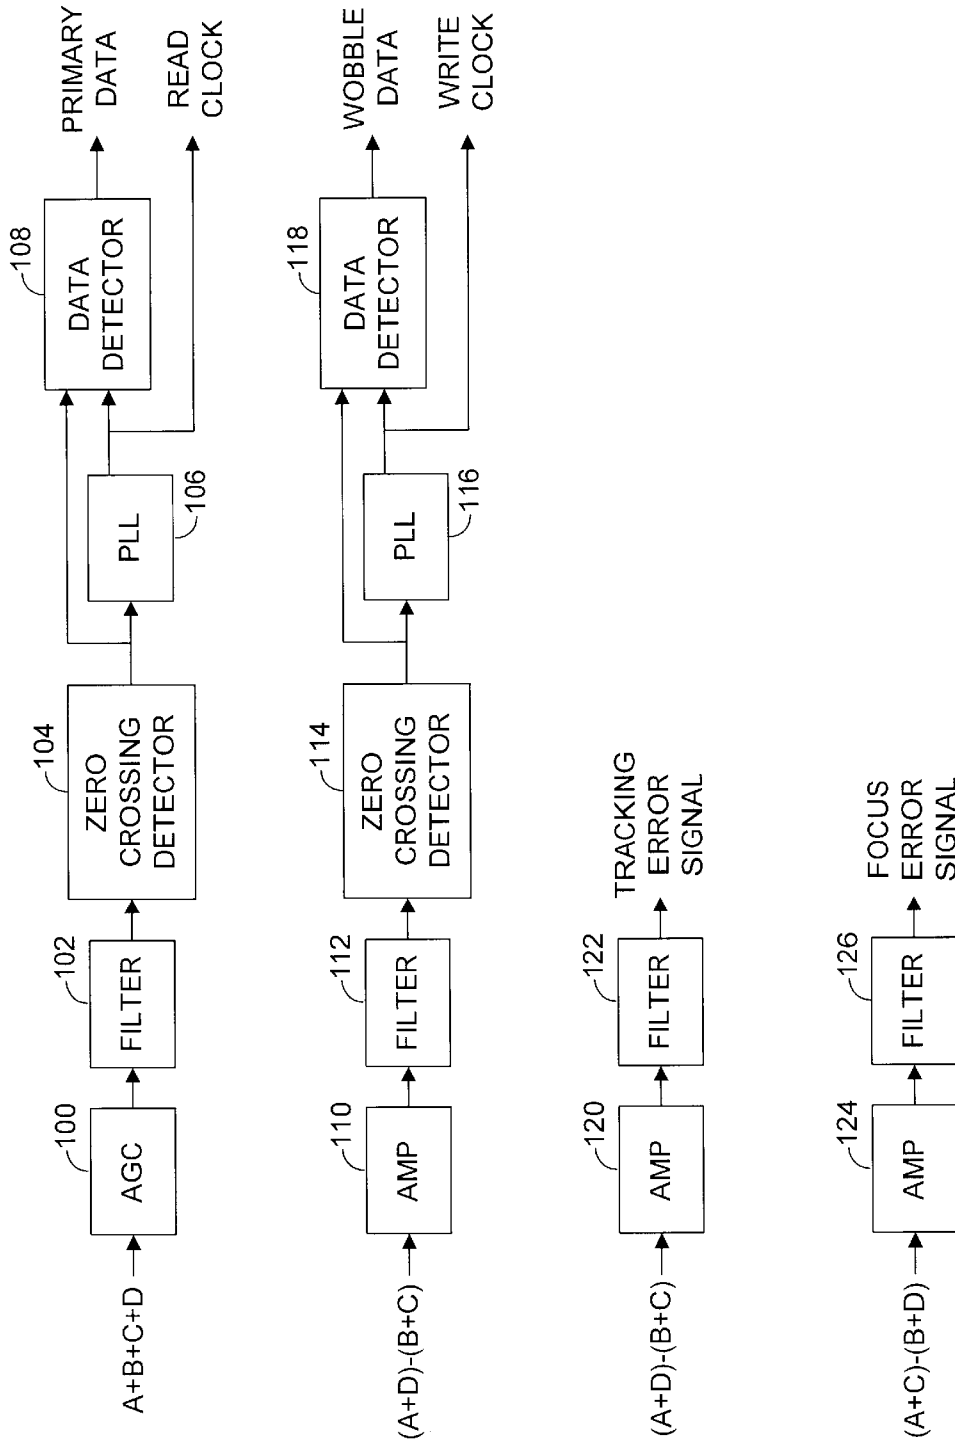 A+B+C+D
100
AGC
102
FILTER
104
ZERO
CROSSING
DETECTOR
PLL
106
108
DATA
DETECTOR
PRIMARY
DATA
READ
CLOCK
(A+D)-(B+C)
110
AMP
112
FILTER
114
ZERO
CROSSING
DETECTOR
PLL
116
118
DATA
DETECTOR
WOBBLE
DATA
WRITE
CLOCK
(A+D)-(B+C)
120
AMP
122
FILTER
TRACKING
ERROR
SIGNAL
(A+C)-(B+D)
124
AMP
126
FILTER
FOCUS
ERROR
SIGNAL